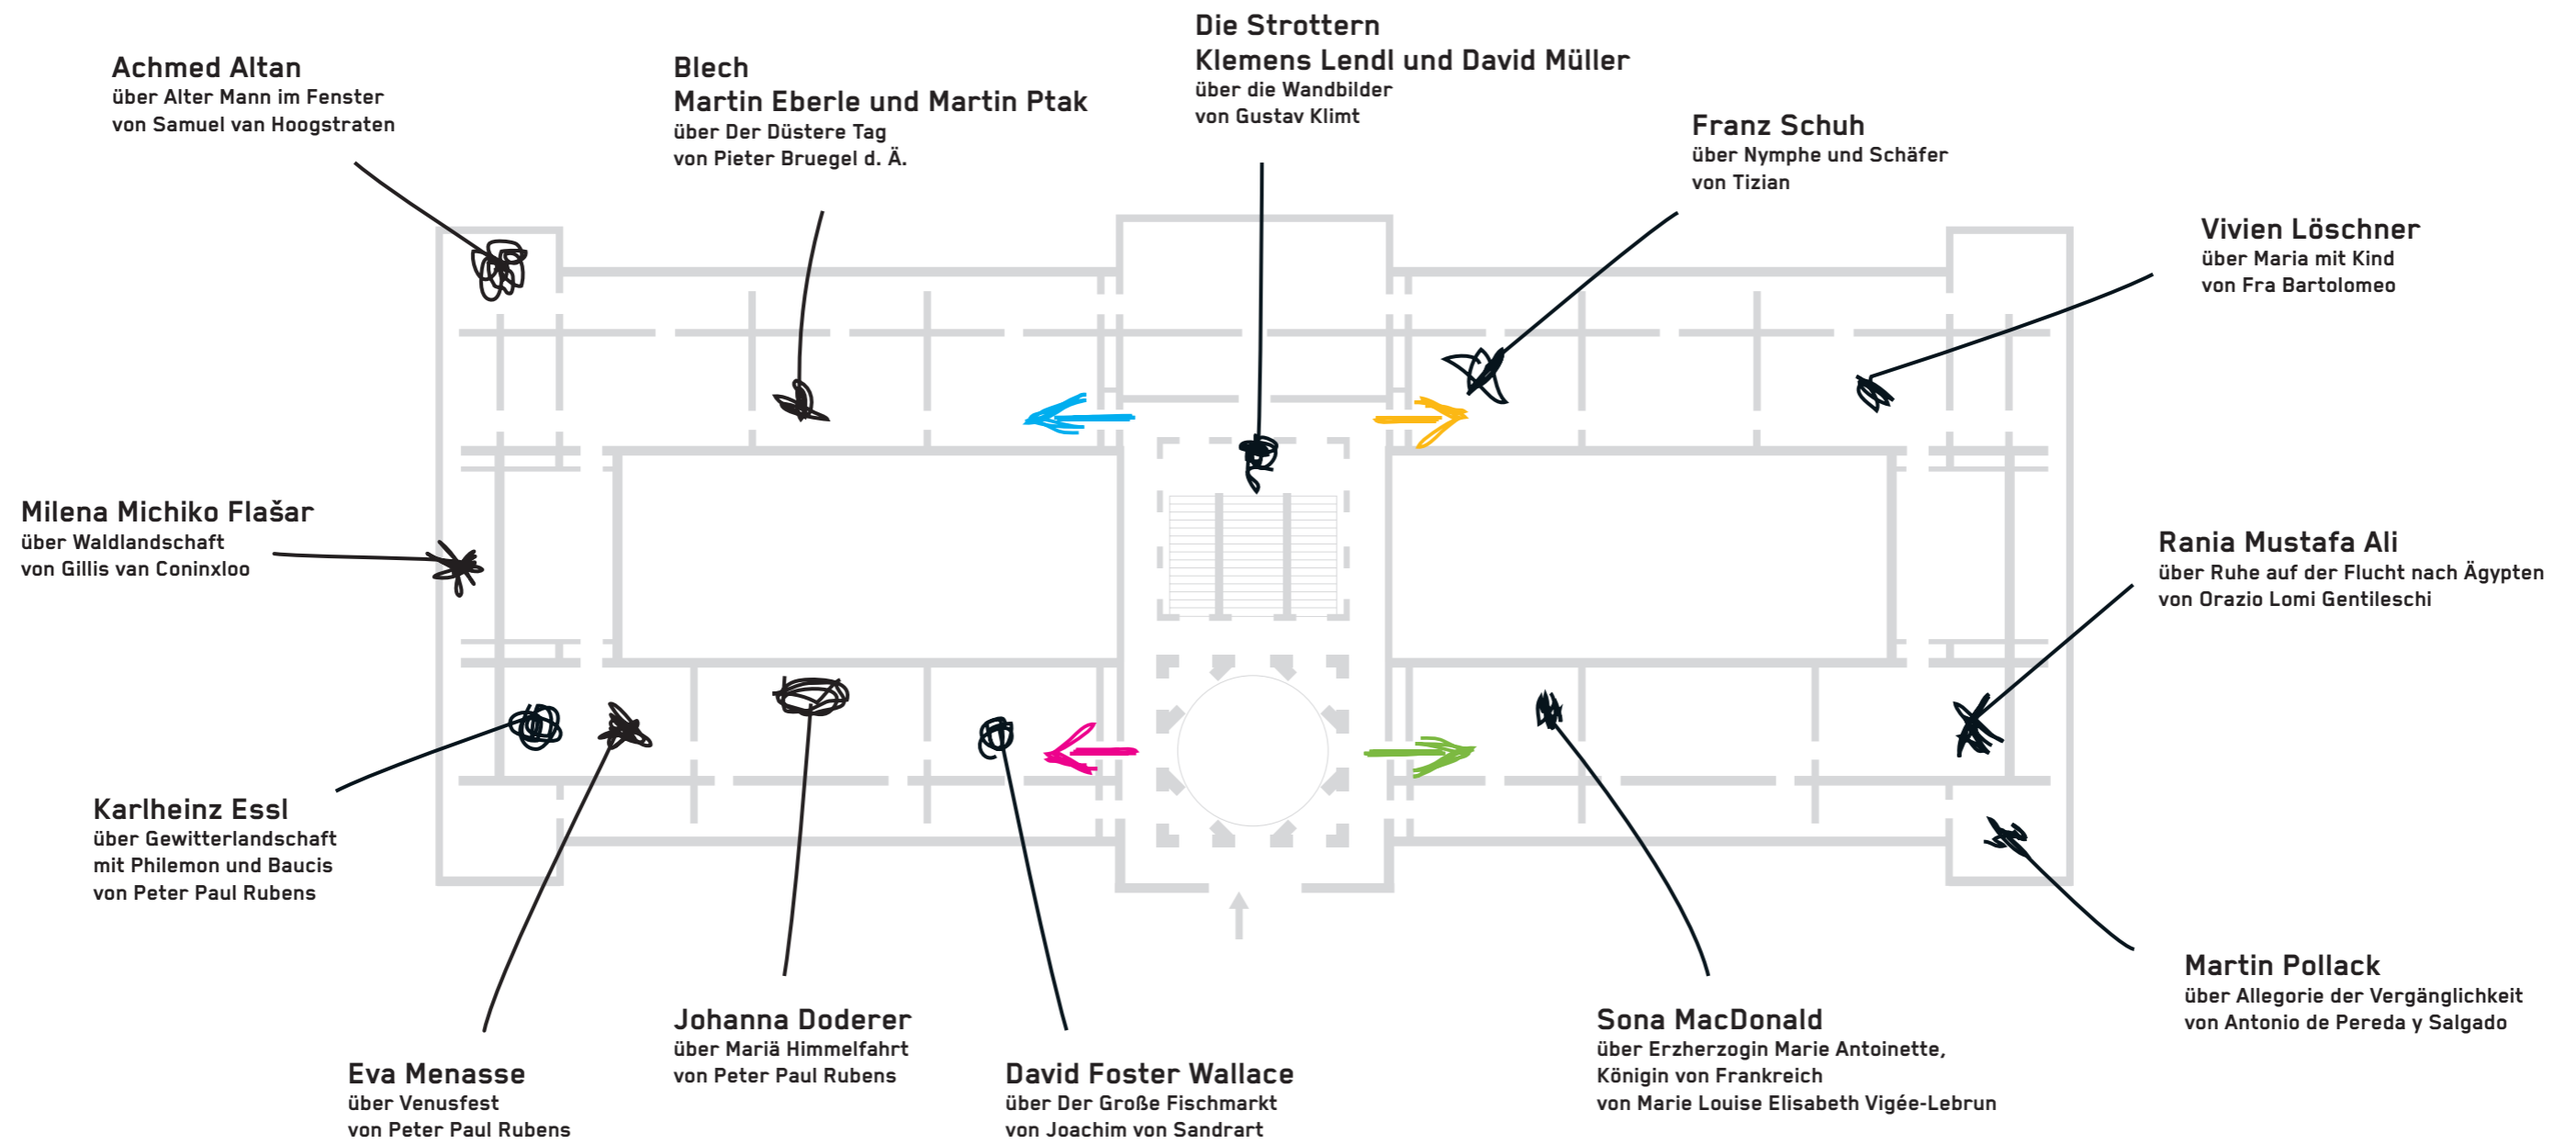 Die Strottern
Klemens Lendl und David Müller
über die Wandbilder
von Gustav Klimt
Achmed Altan
über Alter Mann im Fenster
von Samuel van Hoogstraten
Blech
Martin Eberle und Martin Ptak
über Der Düstere Tag
von Pieter Bruegel d. Ä.
Franz Schuh
über Nymphe und Schäfer
von Tizian
Vivien Löschner
über Maria mit Kind
von Fra Bartolomeo
Milena Michiko Flašar
über Waldlandschaft
von Gillis van Coninxloo
Rania Mustafa Ali
über Ruhe auf der Flucht nach Ägypten
von Orazio Lomi Gentileschi
Karlheinz Essl
über Gewitterlandschaft
mit Philemon und Baucis
von Peter Paul Rubens
Martin Pollack
über Allegorie der Vergänglichkeit
von Antonio de Pereda y Salgado
Eva Menasse
über Venusfest
von Peter Paul Rubens
Johanna Doderer
über Mariä Himmelfahrt
von Peter Paul Rubens
David Foster Wallace
über Der Große Fischmarkt
von Joachim von Sandrart
Sona MacDonald
über Erzherzogin Marie Antoinette,
Königin von Frankreich
von Marie Louise Elisabeth Vigée-Lebrun